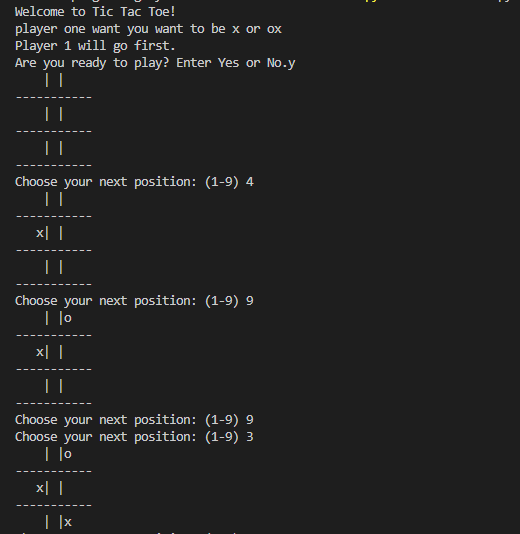 Welcome to Tic Tac Toe!
player one want you want to be x or ox
Player 1 will go first.
Are you ready to play? Enter Yes or No.y
    | |
-----------
    | |
-----------
    | |
-----------
Choose your next position: (1-9) 4
    | |
-----------
   x| |
-----------
    | |
-----------
Choose your next position: (1-9) 9
    | |o
-----------
   x| |
-----------
    | |
-----------
Choose your next position: (1-9) 9
Choose your next position: (1-9) 3
    | |o
-----------
   x| |
-----------
    | |x